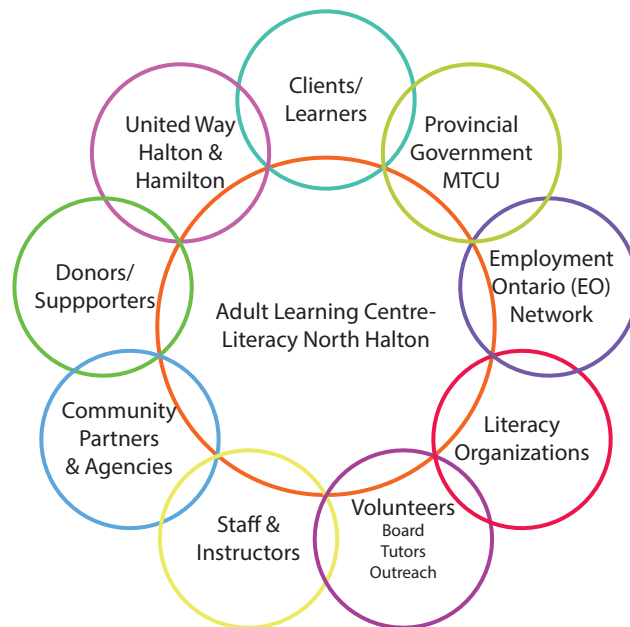 Clients/
Learners
Provincial
Government
MTCU
Employment
Ontario (EO)
Network
Literacy
Organizations
Volunteers
Board
Tutors
Outreach
Staff &
Instructors
Community
Partners
& Agencies
Donors/
Suppporters
United Way
Halton &
Hamilton
Adult Learning Centre-
Literacy North Halton